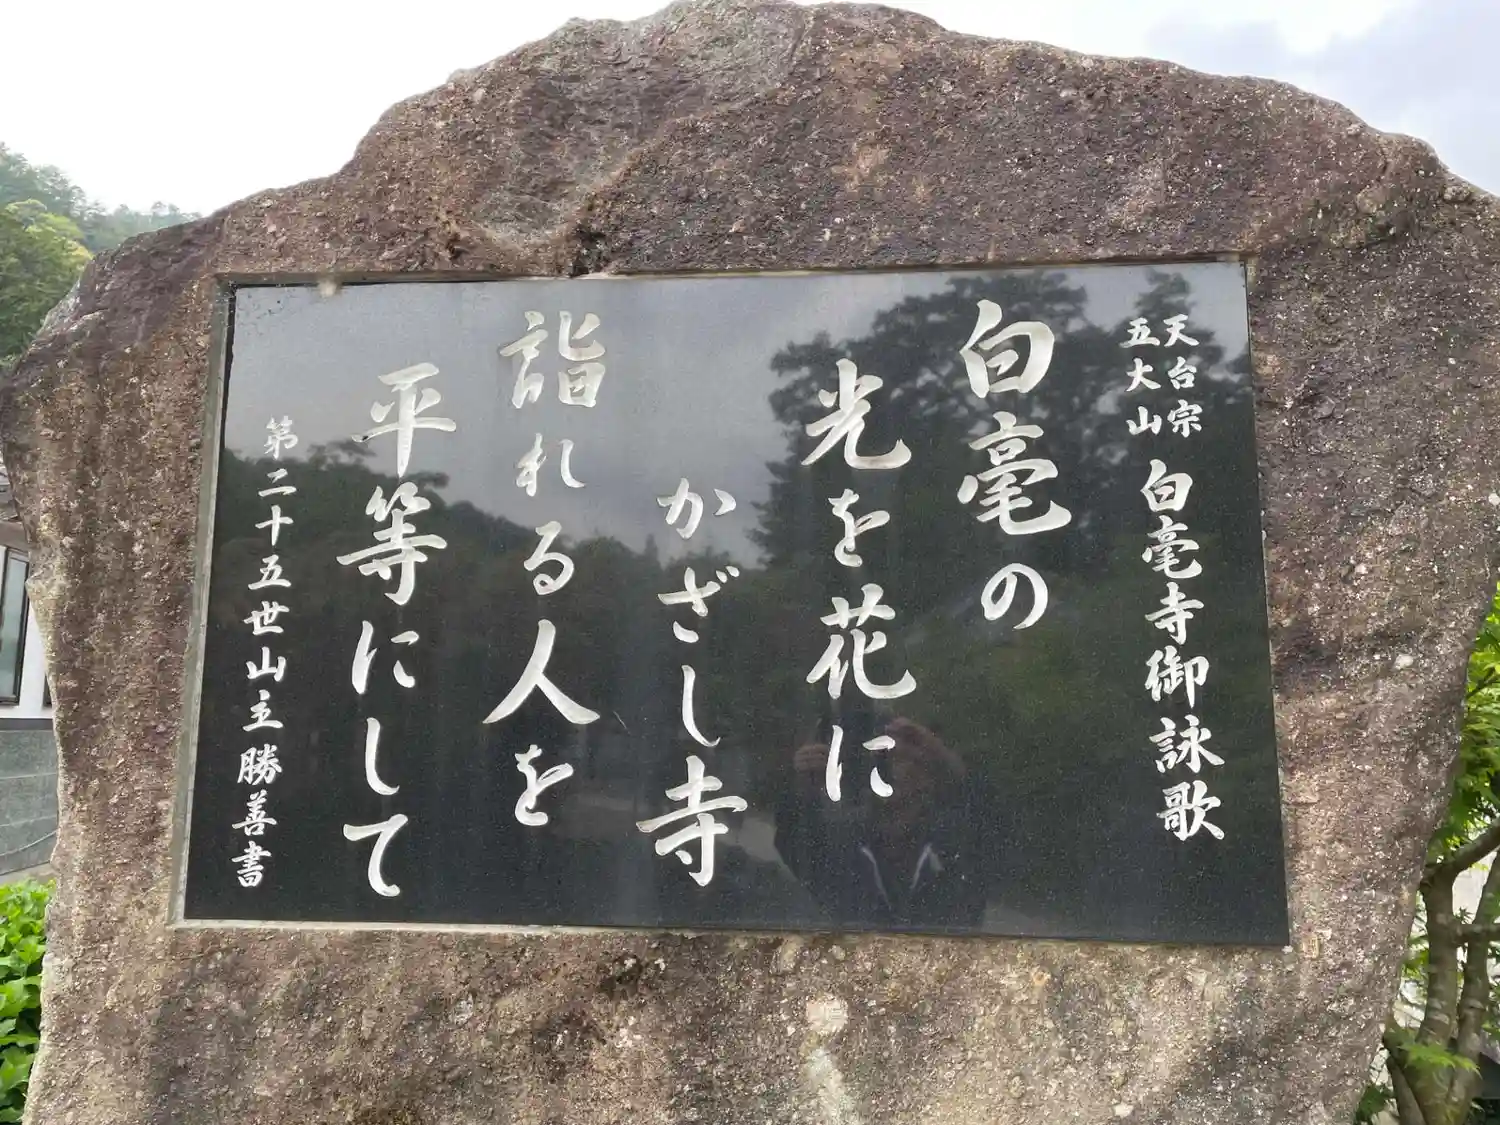 天台宗
五大山
白毫寺御詠歌
白毫の
光を花に
かざし寺
詣れる人を
平等にして
第二十五世山主勝善書